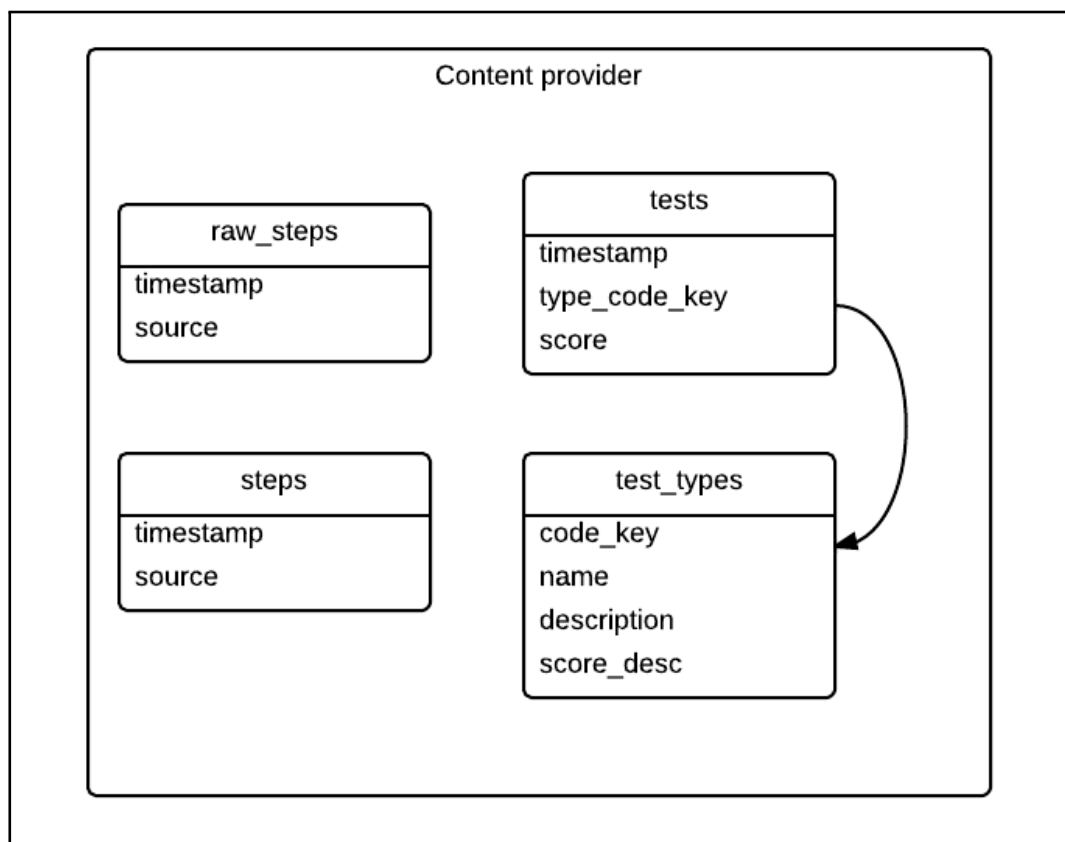 Content provider
raw_steps
timestamp
source
tests
timestamp
type_code_key
score
steps
timestamp
source
test_types
code_key
name
description
score_desc